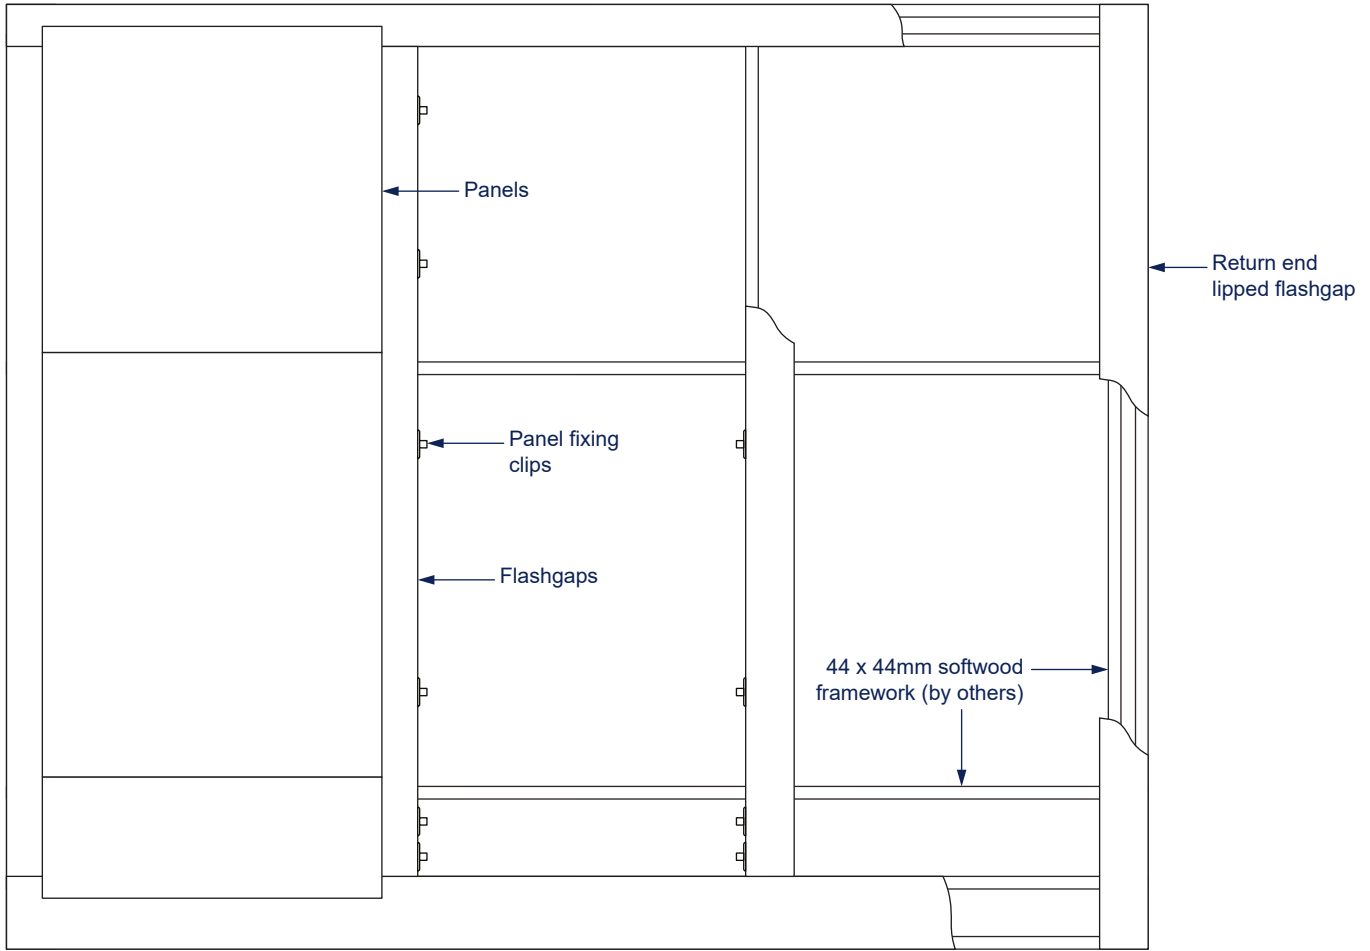 Panels
Return end
lipped flashgap
Panel fixing
clips
Flashgaps
44 x 44mm softwood
framework (by others)